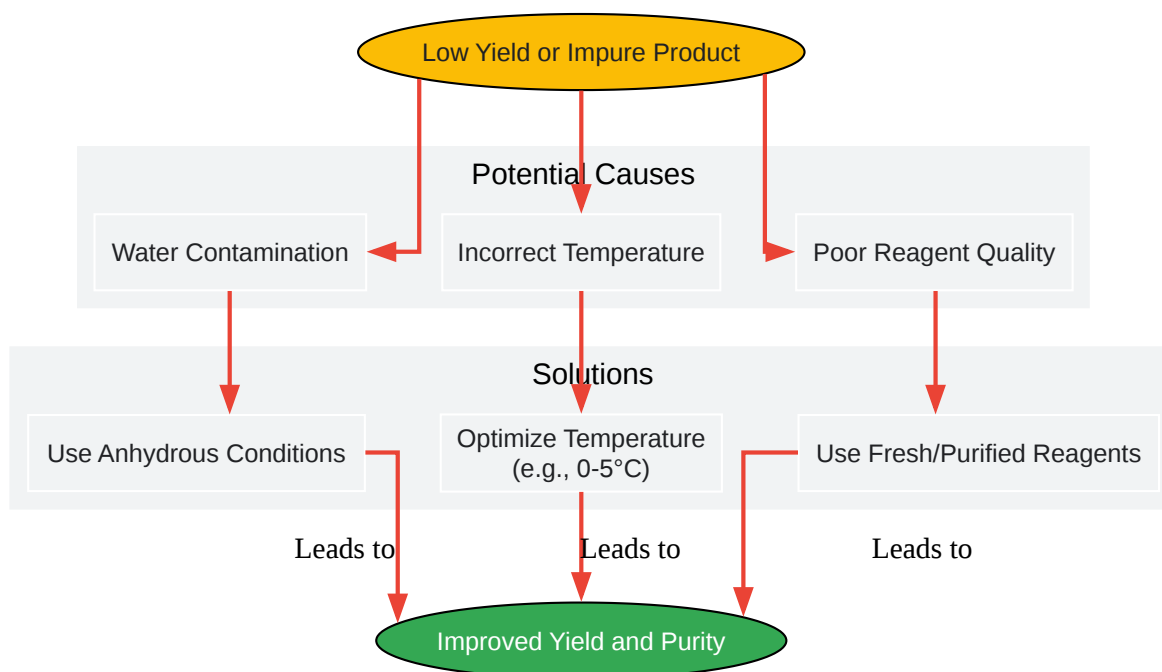 Low Yield or Impure Product
Potential Causes
Water Contamination
Incorrect Temperature
Poor Reagent Quality
Solutions
Use Anhydrous Conditions
Optimize Temperature
(e.g., 0-5°C)
Use Fresh/Purified Reagents
Leads to
Leads to
Leads to
Improved Yield and Purity